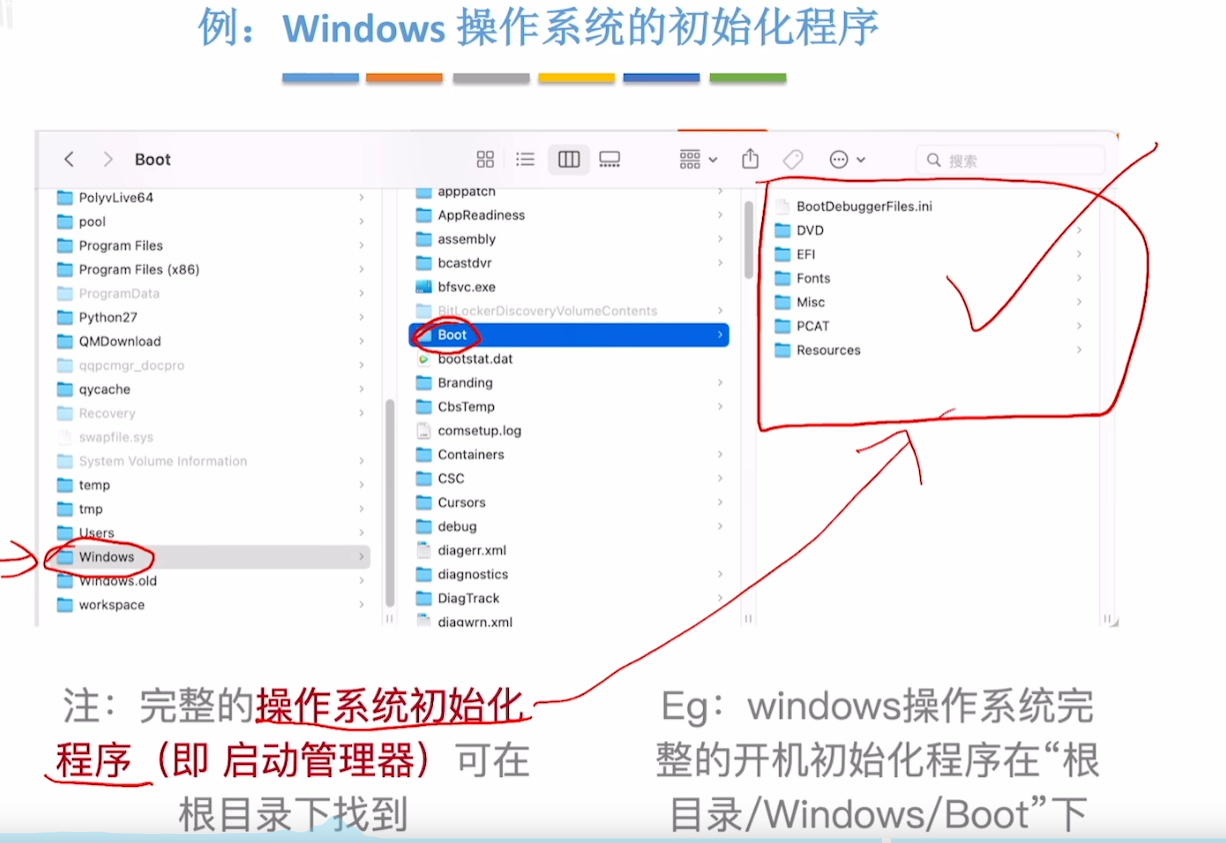 例：Windows 操作系统的初始化程序
Boot
搜索
PolyvLive64
pool
Program Files
Program Files (x86)
ProgramData
Python27
QMDownload
qqpcmgr_docpro
qycache
Recovery
swapfile.sys
System Volume Information
temp
tmp
Users
Windows
Windows.old
workspace
apppatch
AppReadiness
assembly
bcastdvr
bfsvc.exe
BitLockerDiscoveryVolumeContents
Boot
bootstat.dat
Branding
CbsTemp
comsetup.log
Containers
CSC
Cursors
debug
diagerr.xml
diagnostics
DiagTrack
diagwrn.xml
BootDebuggerFiles.ini
DVD
EFI
Fonts
Misc
PCAT
Resources
注：完整的操作系统初始化
程序（即 启动管理器）可在
根目录下找到
Eg：windows操作系统完
整的开机初始化程序在“根
目录/Windows/Boot”下